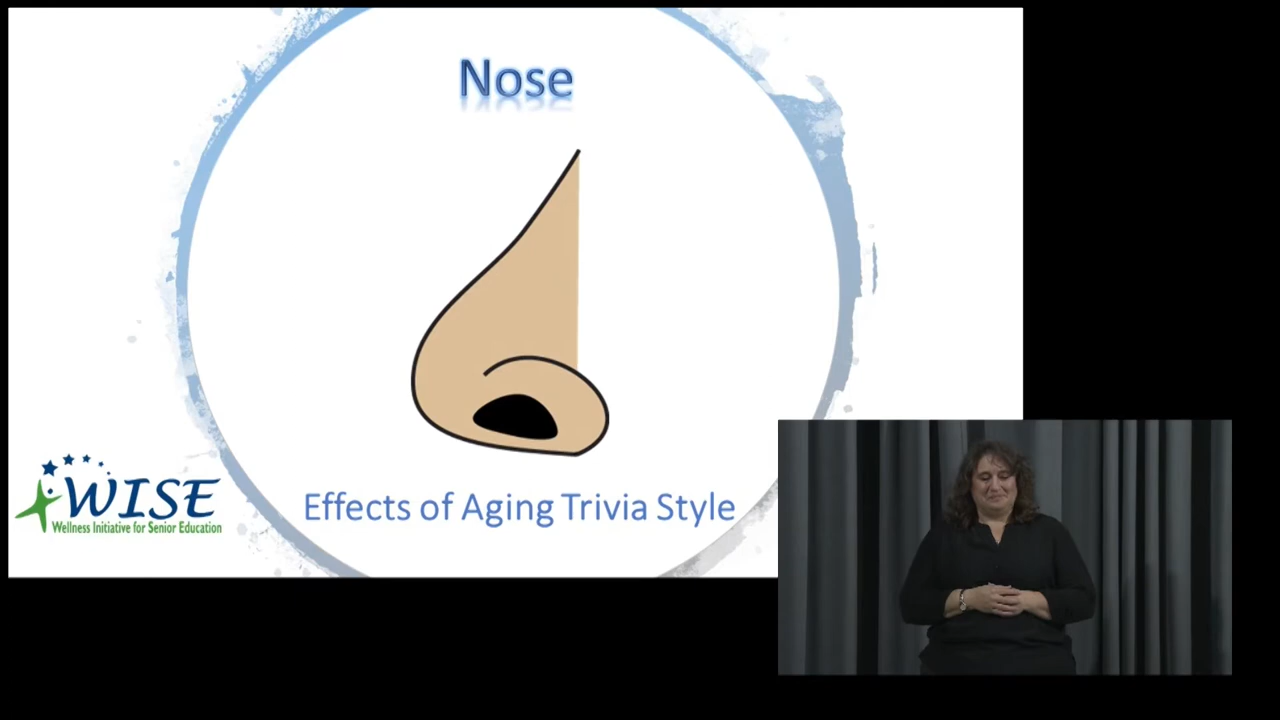 Nose
WISE
Wellness Initiative for Senior Education
Effects of Aging Trivia Style